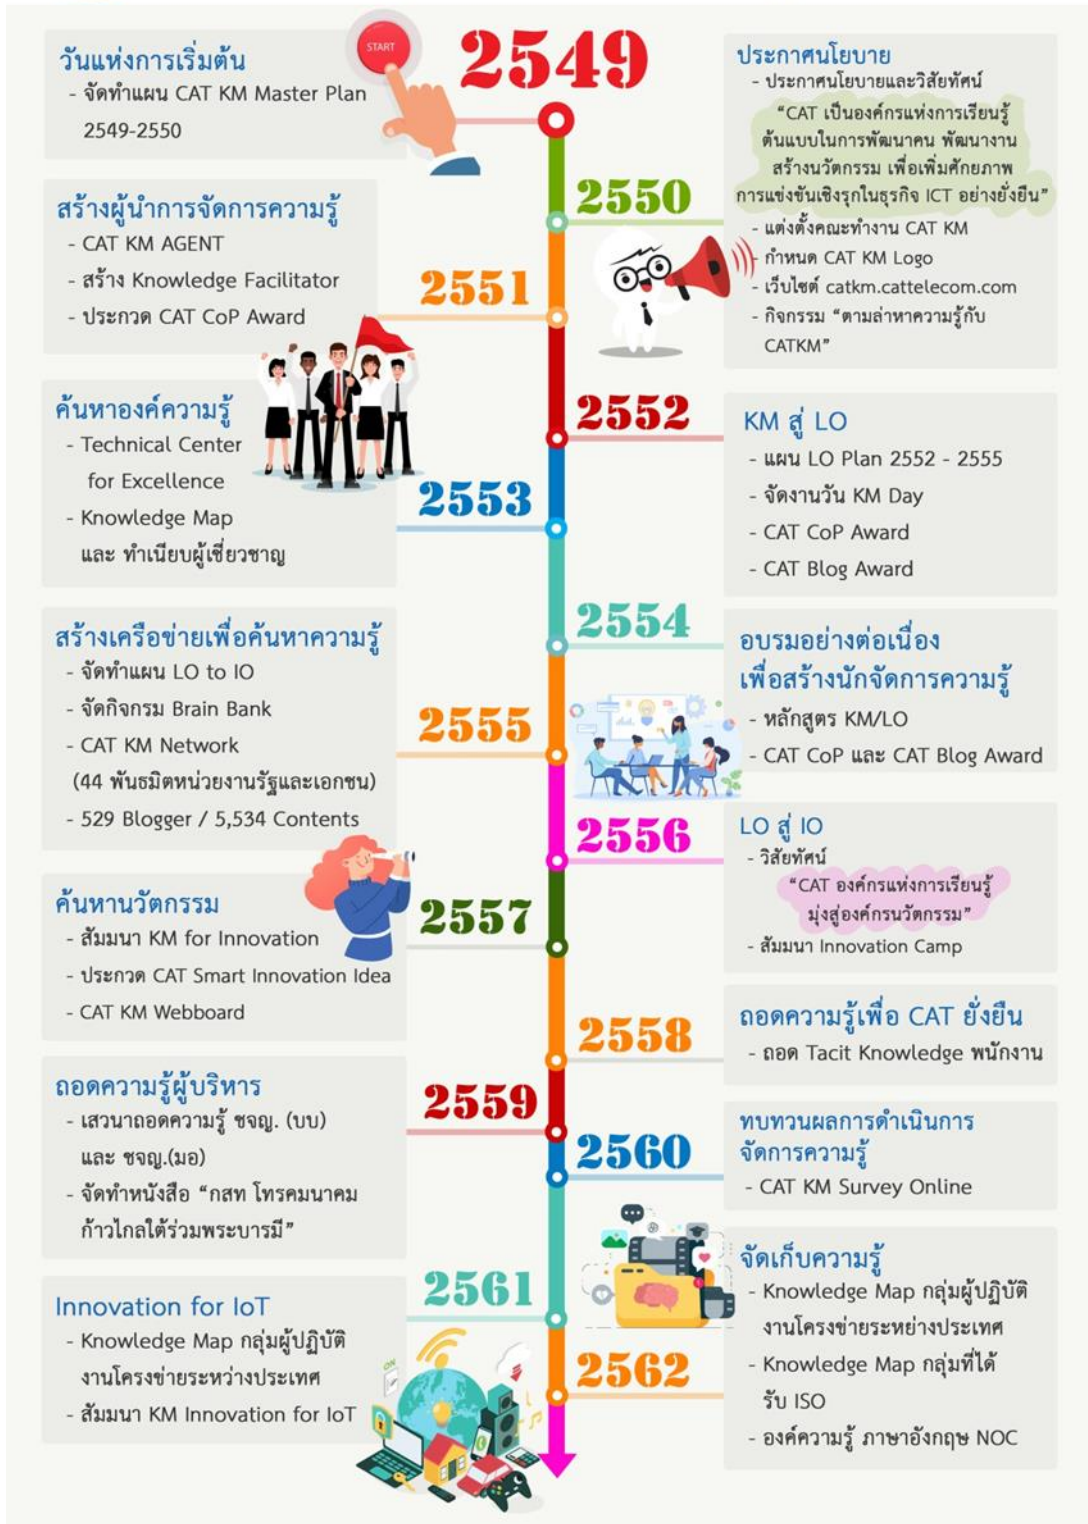 START
2549
วันแห่งการเริ่มต้น
- จัดทำแผน CAT KM Master Plan
2549-2550
2550
ประกาศนโยบาย
- ประกาศนโยบายและวิสัยทัศน์
“CAT เป็นองค์กรแห่งการเรียนรู้
ต้นแบบในการพัฒนาคน พัฒนางาน
สร้างนวัตกรรม เพื่อเพิ่มศักยภาพ
การแข่งขันเชิงรุกในธุรกิจ ICT อย่างยั่งยืน”
- แต่งตั้งคณะทำงาน CAT KM
- กำหนด CAT KM Logo
- เว็บไซต์ catkm.cattelecom.com
- กิจกรรม “ตามล่าหาความรู้กับ
CATKM”
2551
สร้างผู้นำการจัดการความรู้
- CAT KM AGENT
- สร้าง Knowledge Facilitator
- ประกวด CAT CoP Award
2552
KM สู่ LO
- แผน LO Plan 2552 - 2555
- จัดงานวัน KM Day
- CAT CoP Award
- CAT Blog Award
2553
ค้นหาองค์ความรู้
- Technical Center
for Excellence
- Knowledge Map
และ ทำเนียบผู้เชี่ยวชาญ
2554
อบรมอย่างต่อเนื่อง
เพื่อสร้างนักจัดการความรู้
- หลักสูตร KM/LO
- CAT CoP และ CAT Blog Award
2555
สร้างเครือข่ายเพื่อค้นหาความรู้
- จัดทำแผน LO to IO
- จัดกิจกรม Brain Bank
- CAT KM Network
(44 พันธมิตหน่วยงานรัฐและเอกชน)
- 529 Blogger / 5,534 Contents
2556
LO สู่ IO
- วิสัยทัศน์
“CAT องค์กรแห่งการเรียนรู้
มุ่งสู่องค์กรนวัตกรรม”
- สัมมนา Innovation Camp
2557
ค้นหานวัตกรรม
- สัมมนา KM for Innovation
- ประกวด CAT Smart Innovation Idea
- CAT KM Webboard
2558
ถอดความรู้เพื่อ CAT ยั่งยืน
- ถอด Tacit Knowledge พนักงาน
2559
ถอดความรู้ผู้บริหาร
- เสวนาถอดความรู้ ชจญ. (บบ)
และ ชจญ.(มอ)
- จัดทำหนังสือ “กสท โทรคมนาคม
ก้าวไกลใต้ร่วมพระบารมี”
2560
ทบทวนผลการดำเนินการ
จัดการความรู้
- CAT KM Survey Online
2561
Innovation for IoT
- Knowledge Map กลุ่มผู้ปฏิบัติ
งานโครงข่ายระหว่างประเทศ
- สัมมนา KM Innovation for IoT
ON
2562
จัดเก็บความรู้
- Knowledge Map กลุ่มผู้ปฏิบัติ
งานโครงข่ายระหย่างประเทศ
- Knowledge Map กลุ่มที่ได้
รับ ISO
- องค์ความรู้ ภาษาอังกฤษ NOC